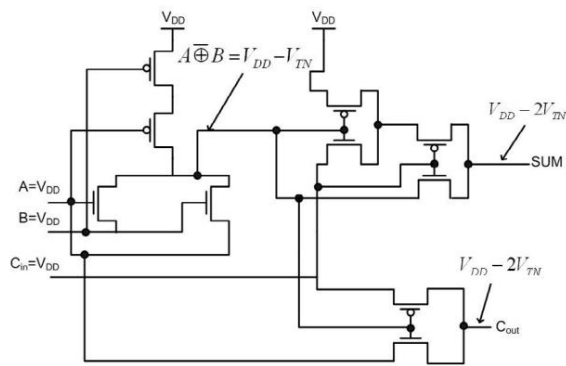 V_DD
V_DD
A⊕̅B=V_DD−V_TN
V_DD−2V_TN
SUM
A=V_DD
B=V_DD
C_in=V_DD
V_DD−2V_TN
C_out